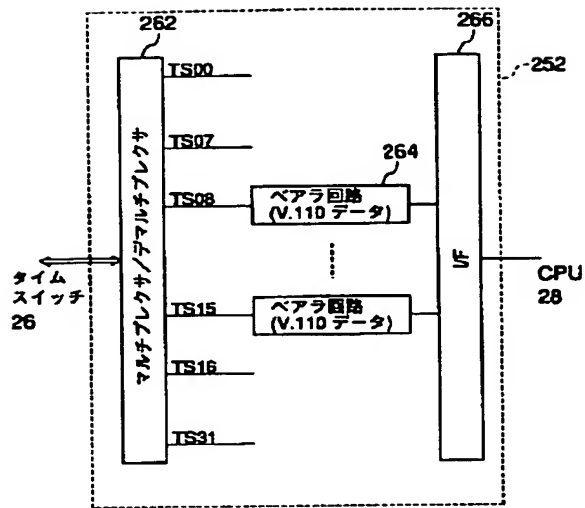 262
266
252
TS00
TS07
264
TS08
ベアラ回路
(V.110 データ)
マルチプレクサ/デマルチプレクサ
I/F
タイム
スイッチ
26
CPU
28
TS15
ベアラ回路
(V.110 データ)
TS16
TS31